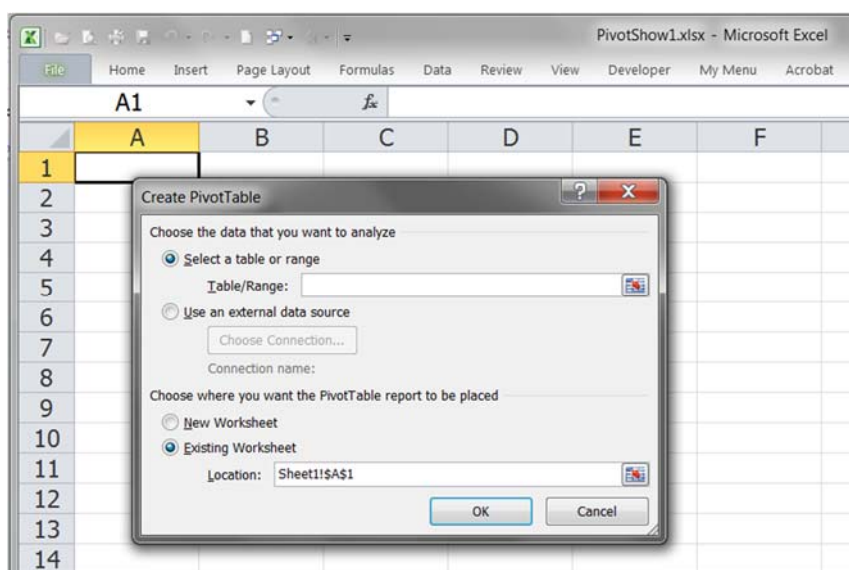 PivotShow1.xlsx - Microsoft Excel
File Home Insert Page Layout Formulas Data Review View Developer My Menu Acrobat
A1 fx
A B C D E F
1
2
Create PivotTable ?
3
Choose the data that you want to analyze
4
Select a table or range
5
Table/Range:
6
Use an external data source
7
Choose Connection...
8
Connection name:
9
Choose where you want the PivotTable report to be placed
New Worksheet
10
Existing Worksheet
11
Location: Sheet1!$A$1
12
OK Cancel
13
14